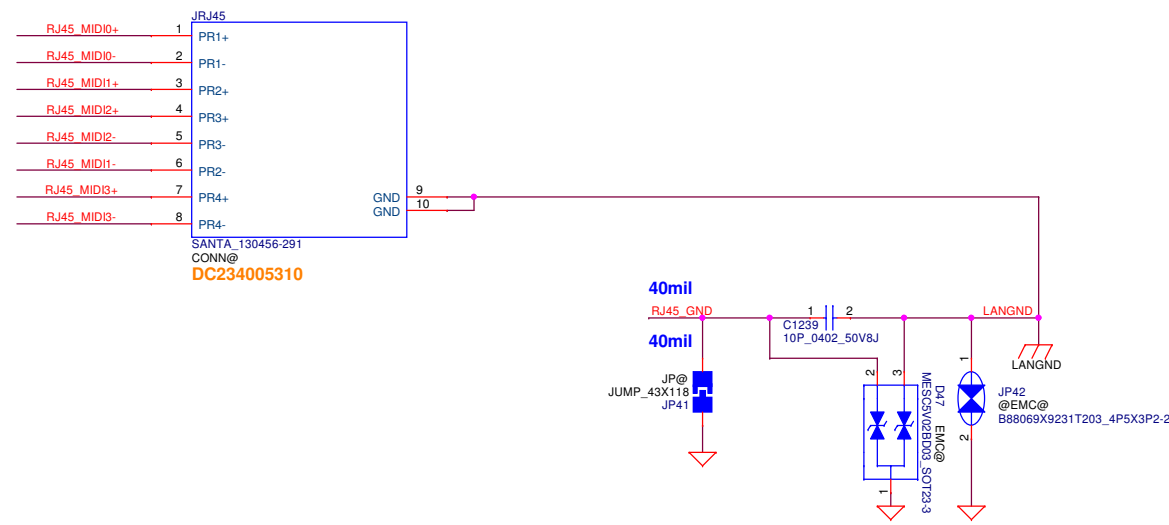 JRJ45
RJ45_MIDI0+ 1 PR1+
RJ45_MIDI0- 2 PR1-
RJ45_MIDI1+ 3 PR2+
RJ45_MIDI2+ 4 PR3+
RJ45_MIDI2- 5 PR3-
RJ45_MIDI1- 6 PR2-
RJ45_MIDI3+ 7 PR4+
RJ45_MIDI3- 8 PR4-
GND 9
GND 10
SANTA_130456-291
CONN@
DC234005310
40mil
RJ45_GND
40mil
1 2
C1239
10P_0402_50V8J
LANGND
LANGND
JP@
JUMP_43X118
JP41
2 3
1
D47 EMC@
MESC5V02BD03_SOT23-3
1
2
JP42
@EMC@
B88069X9231T203_4P5X3P2-2